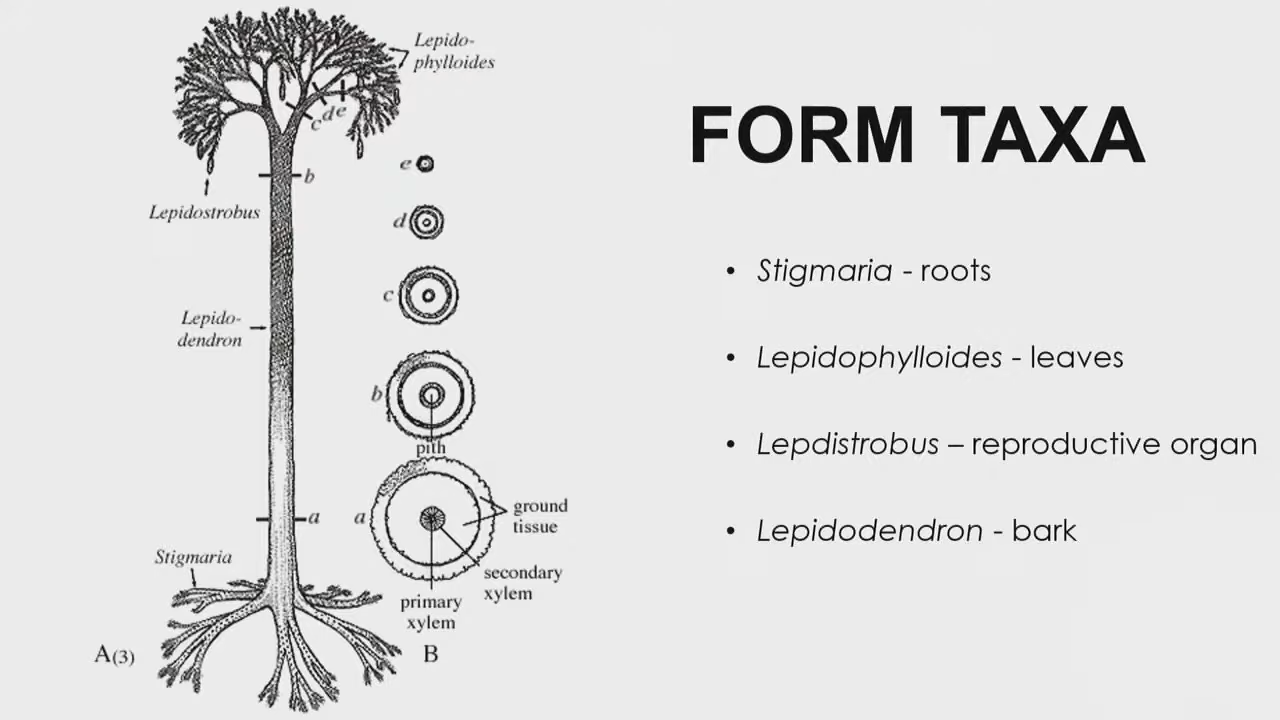 Lepido-
phylloides
c d e
b
Lepidostrobus
Lepido-
dendron
a
Stigmaria
A(3)
e
d
c
b
pith
a
ground
tissue
secondary
xylem
primary
xylem
B
FORM TAXA
• Stigmaria - roots
• Lepidophylloides - leaves
• Lepdistrobus – reproductive organ
• Lepidodendron - bark